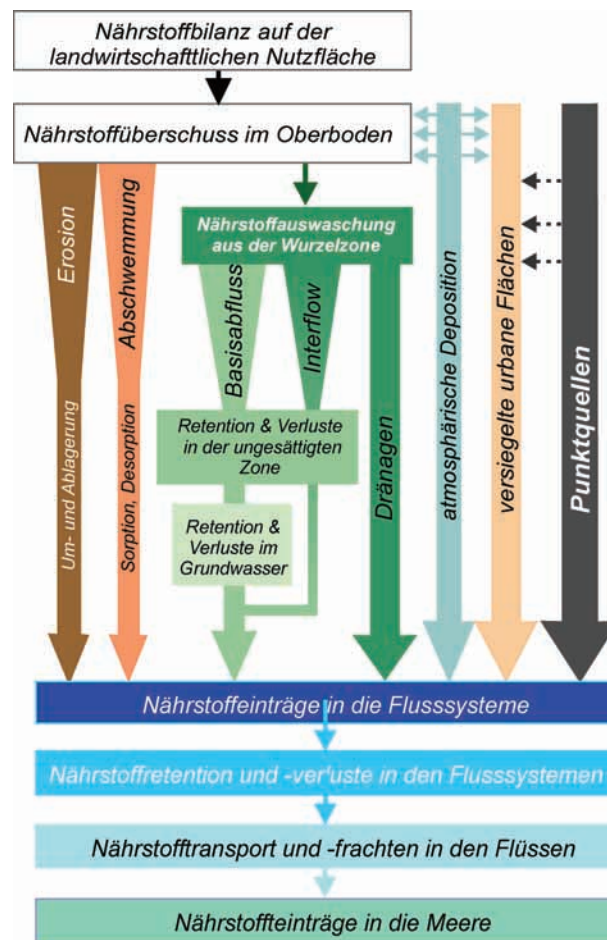 Nährstoffbilanz auf der
landwirtschafttlichen Nutzfläche
Nährstoffüberschuss im Oberboden
Erosion
Um- und Ablagerung
Abschwemmung
Sorption, Desorption
Nährstoffauswaschung
aus der Wurzelzone
Basisabfluss
Interflow
Retention & Verluste
in der ungesättigten
Zone
Retention &
Verluste im
Grundwasser
Dränagen
atmosphärische Deposition
versiegelte urbane Flächen
Punktquellen
Nährstoffeinträge in die Flusssysteme
Nährstoffretention und -verluste in den Flusssystemen
Nährstofftransport und -frachten in den Flüssen
Nährstoffteinträge in die Meere